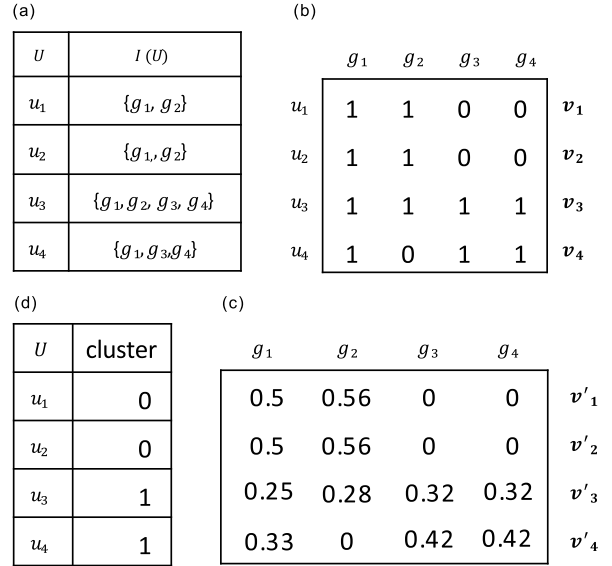 (a)
U I (U)
u₁ {g₁, g₂}
u₂ {g₁,, g₂}
u₃ {g₁, g₂, g₃, g₄}
u₄ {g₁,g₃,g₄}
(b)
g₁ g₂ g₃ g₄
u₁ 1 1 0 0 v₁
u₂ 1 1 0 0 v₂
u₃ 1 1 1 1 v₃
u₄ 1 0 1 1 v₄
(d)
U cluster
u₁ 0
u₂ 0
u₃ 1
u₄ 1
(c)
g₁ g₂ g₃ g₄
0.5 0.56 0 0 v'₁
0.5 0.56 0 0 v'₂
0.25 0.28 0.32 0.32 v'₃
0.33 0 0.42 0.42 v'₄